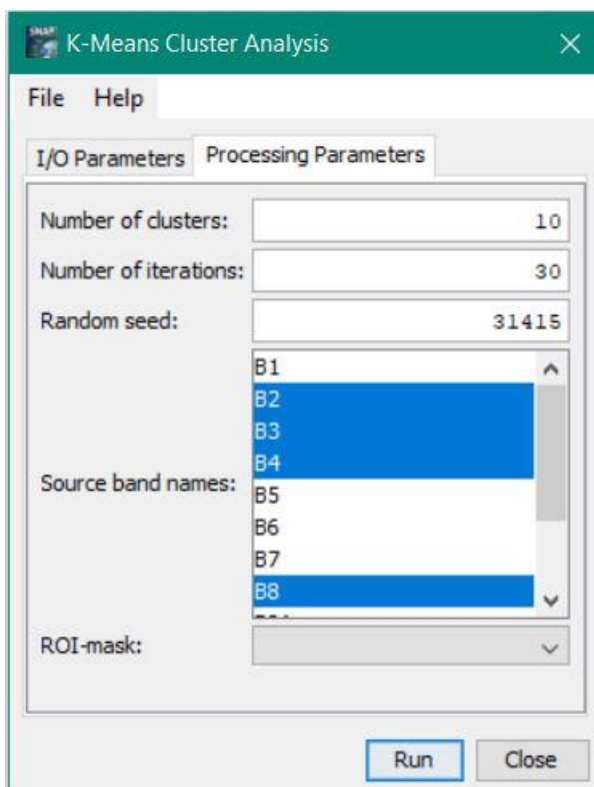 SNAP
K-Means Cluster Analysis
File Help
I/O Parameters Processing Parameters
Number of clusters: 10
Number of iterations: 30
Random seed: 31415
Source band names:
B1
B2
B3
B4
B5
B6
B7
B8
ROI-mask:
Run Close